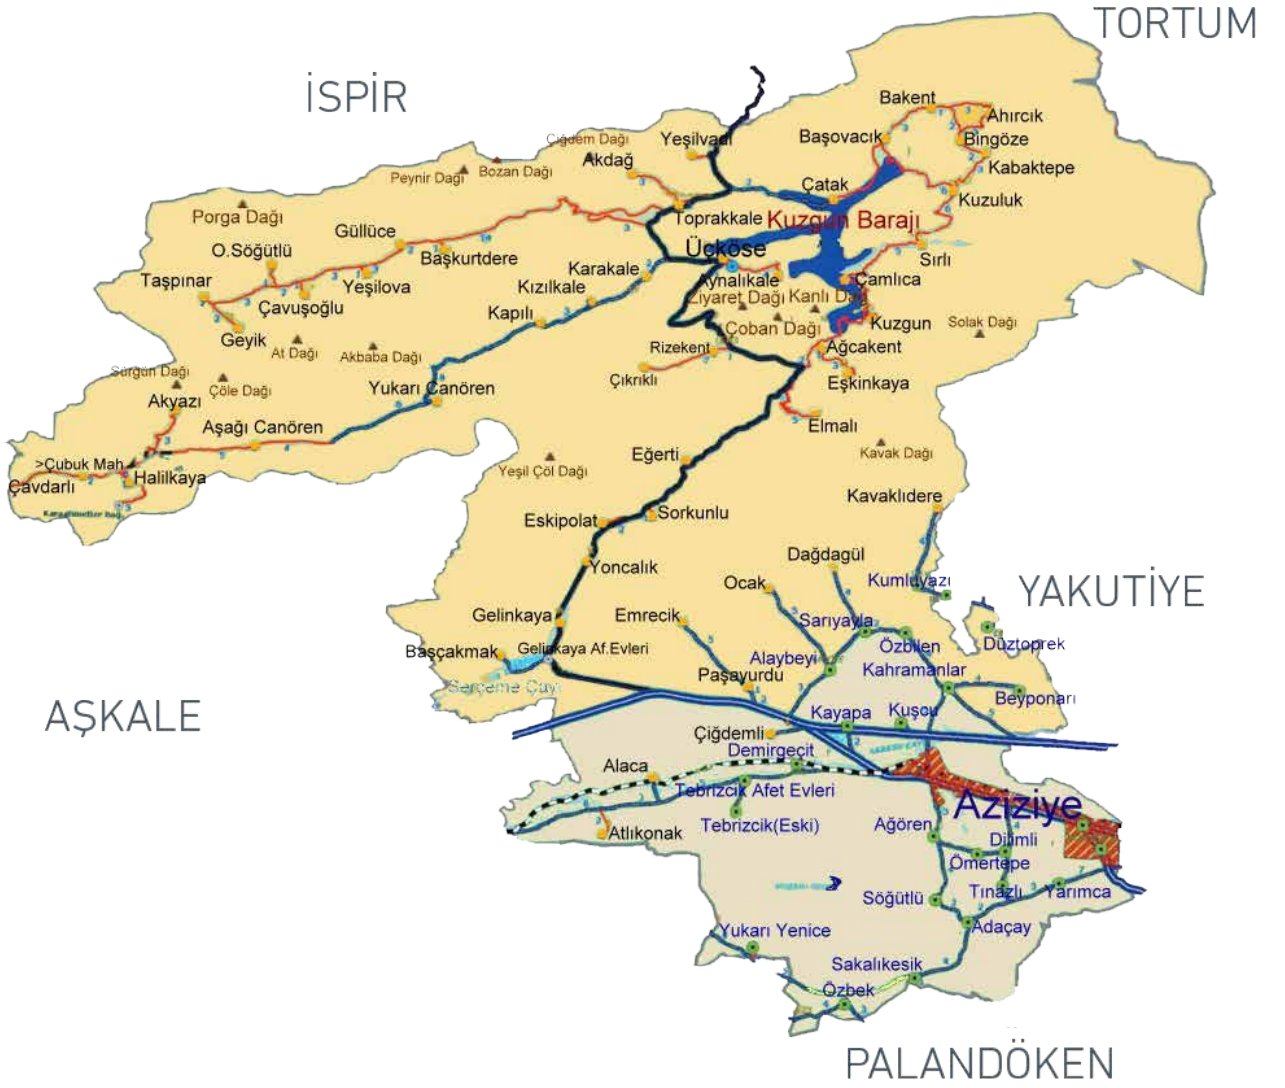 TORTUM
İSPİR
Bakent
Ahırcık
Yeşilvadi
Başovacık
Bingöze
Çiğdem Dağı
Akdağ
Kabaktepe
Peynir Dağı
Bozan Dağı
Çatak
Kuzuluk
Porga Dağı
Toprakkale
Kuzgun Barajı
Güllüce
O.Söğütlü
Başkurtdere
Üçköse
Sırlı
Karakale
Taşpınar
Yeşilova
Kızılkale
Aynalıkale
Çamlıca
Çavuşoğlu
Ziyaret Dağı
Kanlı Dağ
Kapılı
Kuzgun
Solak Dağı
Çoban Dağı
Geyik
At Dağı
Akbaba Dağı
Rizekent
Ağcakent
Sürgün Dağı
Çöle Dağı
Çıkrıklı
Eşkinkaya
Akyazı
Yukarı Canören
Aşağı Canören
Elmalı
>Çubuk Mah.
Eğerti
Kavak Dağı
Çavdarlı
Halilkaya
Yeşil Çöl Dağı
Kavaklıdere
Eskipolat
Sorkunlu
Dağdagül
Yoncalık
Ocak
Kumluyazı
YAKUTİYE
Gelinkaya
Emrecik
Sarıyayla
Özbilen
Düztoprek
Başçakmak
Gelinkaya Af.Evleri
Alaybeyi
Kahramanlar
Serçeme Çayı
Paşayurdu
Beyponarı
AŞKALE
Kayapa
Kuşçu
Çiğdemli
Demirgeçit
Alaca
Tebrizcik Afet Evleri
Aziziye
Tebrizcik(Eski)
Ağören
Atlıkonak
Dilimli
Ömertepe
Söğütlü
Tınazlı
Yarımca
Yukarı Yenice
Adaçay
Sakalıkesik
Özbek
PALANDÖKEN